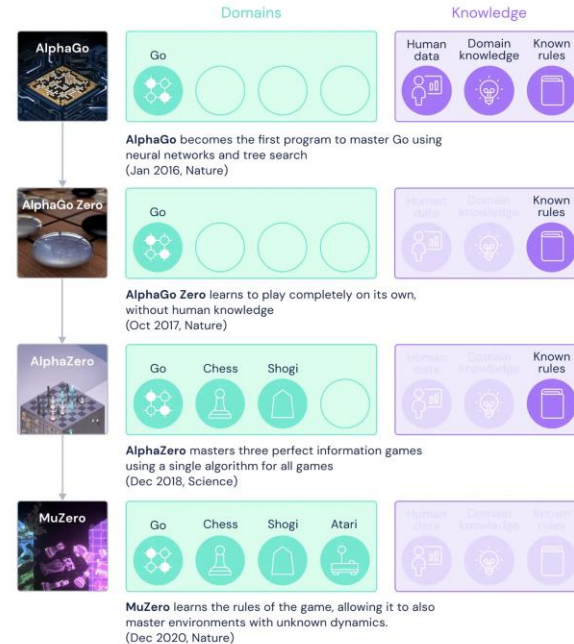 Domains
Knowledge
AlphaGo
Go
Human data
Domain knowledge
Known rules
AlphaGo becomes the first program to master Go using
neural networks and tree search
(Jan 2016, Nature)
AlphaGo Zero
Go
Human data
Domain knowledge
Known rules
AlphaGo Zero learns to play completely on its own,
without human knowledge
(Oct 2017, Nature)
AlphaZero
Go
Chess
Shogi
Human data
Domain knowledge
Known rules
AlphaZero masters three perfect information games
using a single algorithm for all games
(Dec 2018, Science)
MuZero
Go
Chess
Shogi
Atari
Human data
Domain knowledge
Known rules
MuZero learns the rules of the game, allowing it to also
master environments with unknown dynamics.
(Dec 2020, Nature)